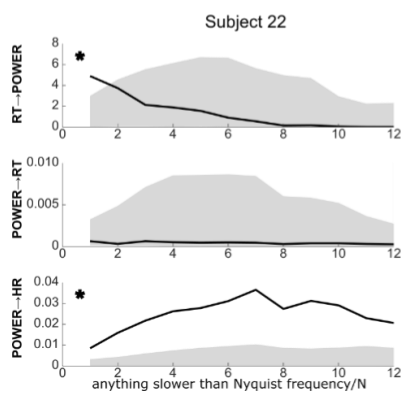 Subject 22
RT→POWER
8
6
4
2
0
0 2 4 6 8 10 12
*
POWER→RT
0.010
0.005
0
0 2 4 6 8 10 12
POWER→HR
0.04
0.03
0.02
0.01
0
0 2 4 6 8 10 12
*
anything slower than Nyquist frequency/N